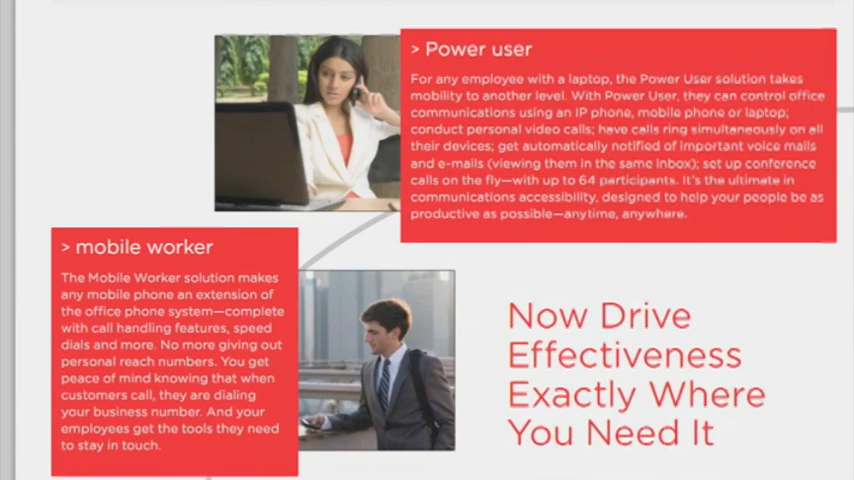 > Power user
For any employee with a laptop, the Power User solution takes
mobility to another level. With Power User, they can control office
communications using an IP phone, mobile phone or laptop;
conduct personal video calls; have calls ring simultaneously on all
their devices; get automatically notified of important voice mails
and e-mails (viewing them in the same inbox); set up conference
calls on the fly—with up to 64 participants. It's the ultimate in
communications accessibility, designed to help your people be as
productive as possible—anytime, anywhere.
> mobile worker
The Mobile Worker solution makes
any mobile phone an extension of
the office phone system—complete
with call handling features, speed
dials and more. No more giving out
personal reach numbers. You get
peace of mind knowing that when
customers call, they are dialing
your business number. And your
employees get the tools they need
to stay in touch.
Now Drive
Effectiveness
Exactly Where
You Need It